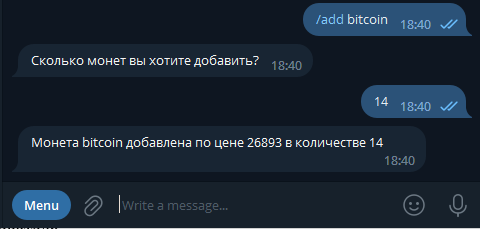 /add bitcoin
18:40
Сколько монет вы хотите добавить?
18:40
14
18:40
Монета bitcoin добавлена по цене 26893 в количестве 14
18:40
Menu
Write a message...